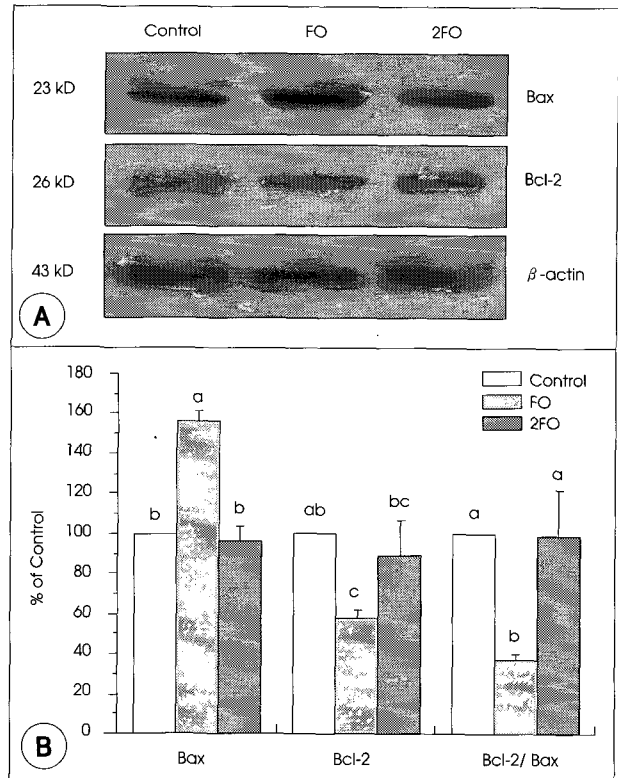 Control FO 2FO
23 kD Bax
26 kD Bcl-2
43 kD β-actin
A
180
160
140
120
100
80
60
40
20
0
% of Control
Control
FO
2FO
a
b b
ab bc
c
a a
b
Bax Bcl-2 Bcl-2/ Bax
B